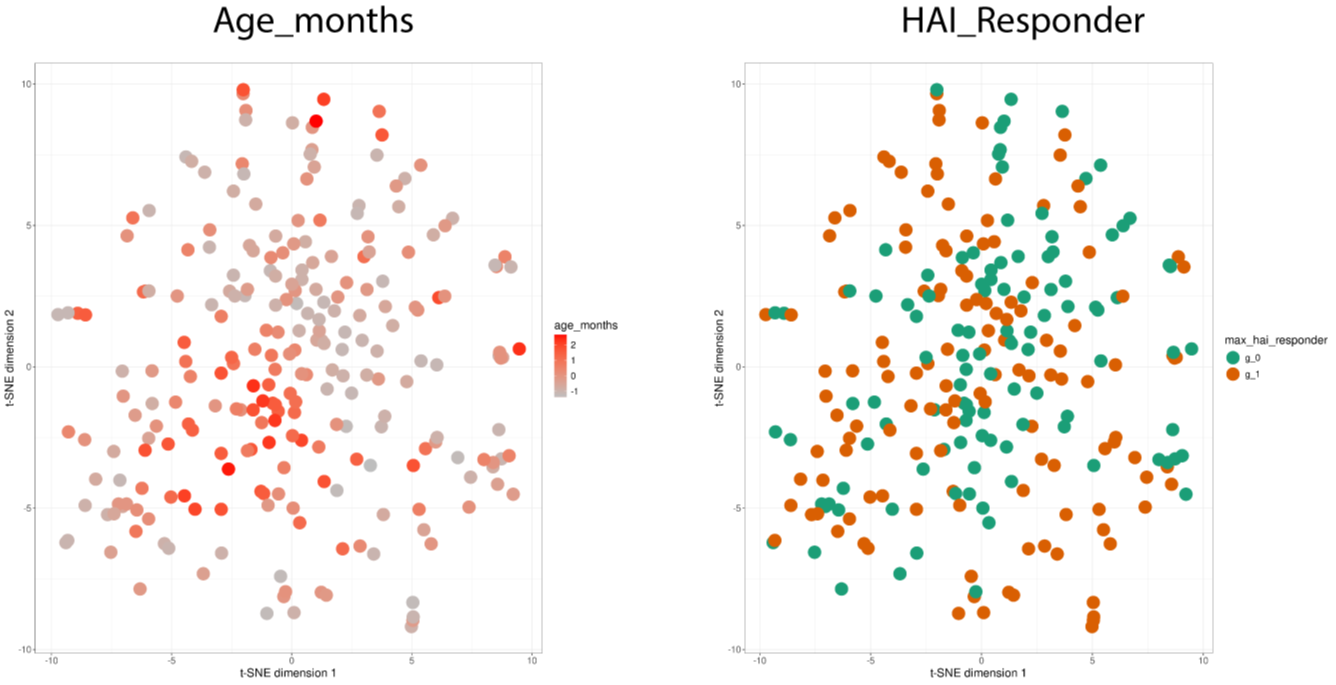 Age_months
HAI_Responder
10
5
0
-5
-10
-10
-5
0
5
10
t-SNE dimension 2
t-SNE dimension 1
age_months
2
1
0
-1
10
5
0
-5
-10
-10
-5
0
5
10
t-SNE dimension 2
t-SNE dimension 1
max_hai_responder
g_0
g_1